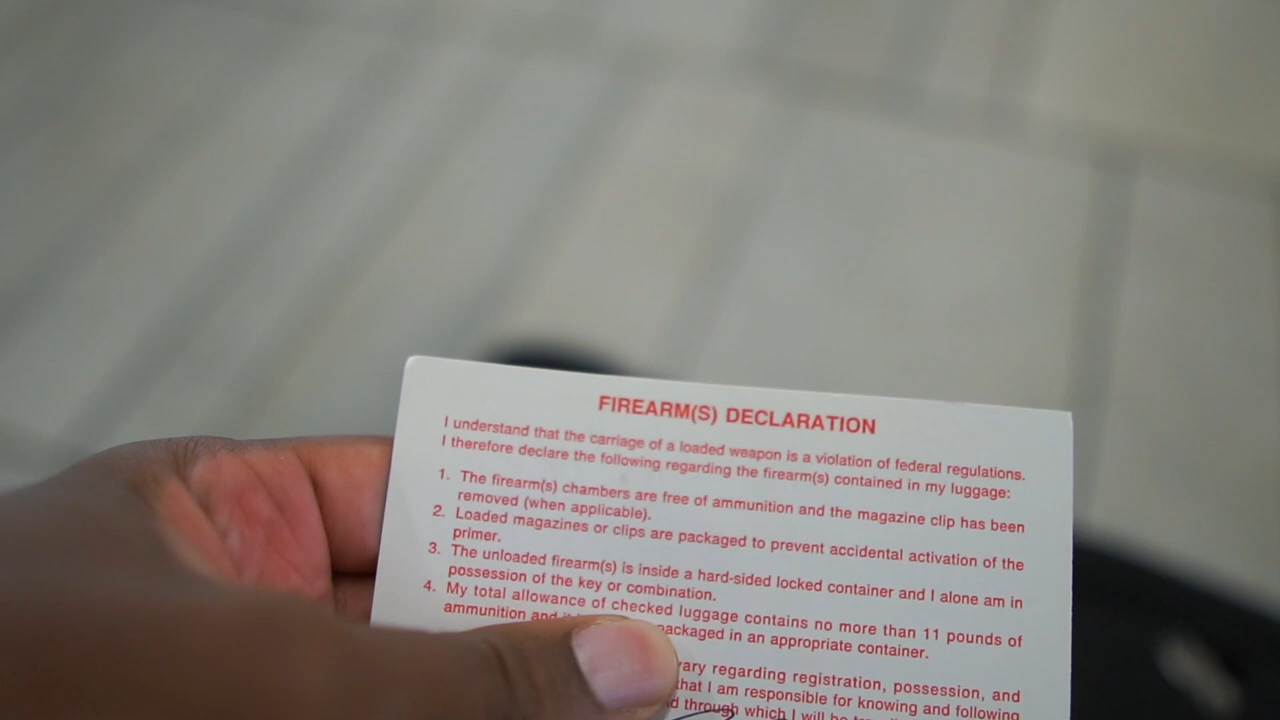 FIREARM(S) DECLARATION
I understand that the carriage of a loaded weapon is a violation of federal regulations.
I therefore declare the following regarding the firearm(s) contained in my luggage:
1. The firearm(s) chambers are free of ammunition and the magazine clip has been
removed (when applicable).
2. Loaded magazines or clips are packaged to prevent accidental activation of the
primer.
3. The unloaded firearm(s) is inside a hard-sided locked container and I alone am in
possession of the key or combination.
4. My total allowance of checked luggage contains no more than 11 pounds of
ammunition and packaged in an appropriate container.
vary regarding registration, possession, and
that I am responsible for knowing and following
through which I will be